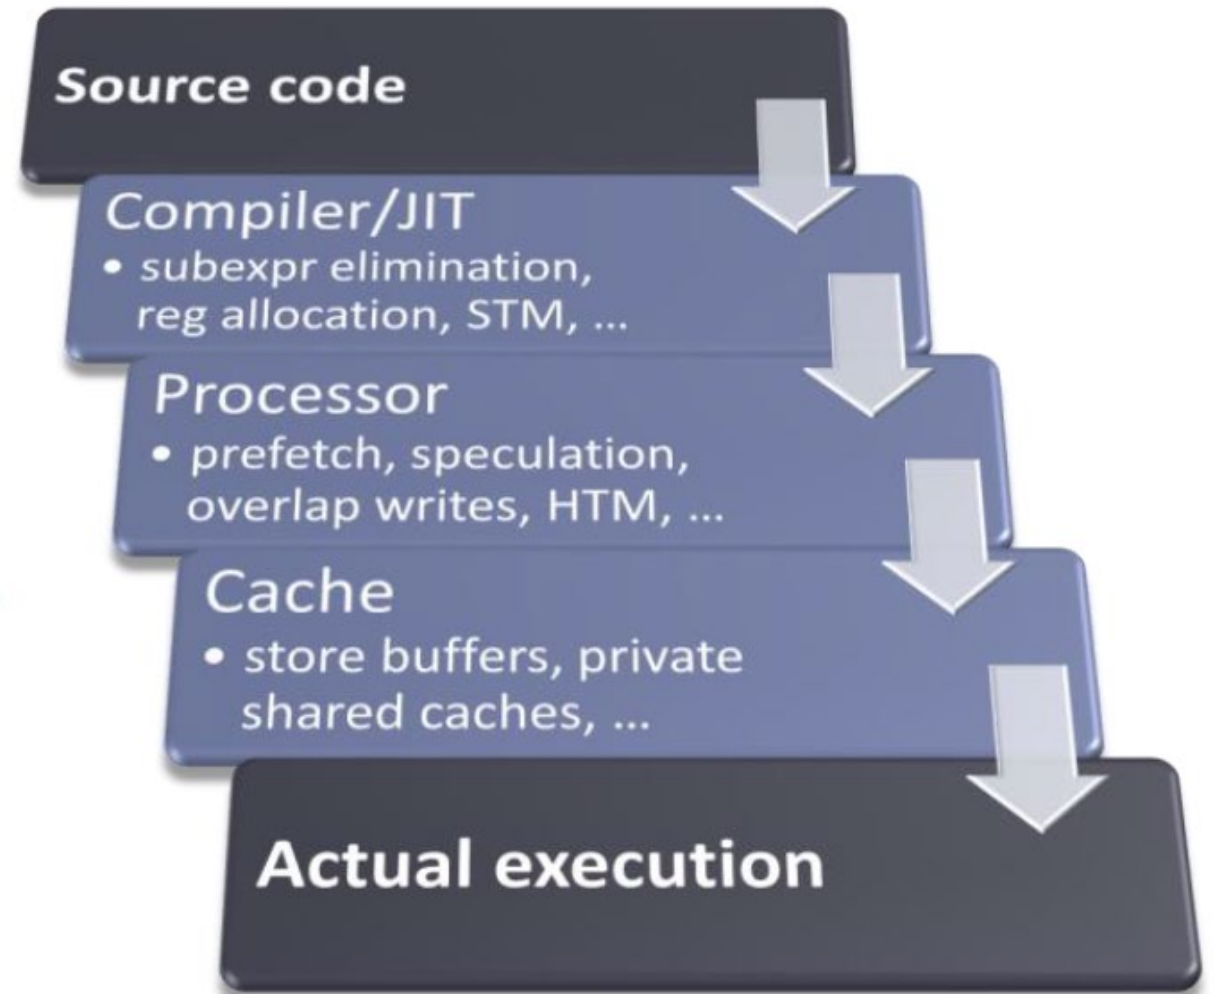 Source code
Compiler/JIT
• subexpr elimination,
reg allocation, STM, ...
Processor
• prefetch, speculation,
overlap writes, HTM, ...
Cache
• store buffers, private
shared caches, ...
Actual execution